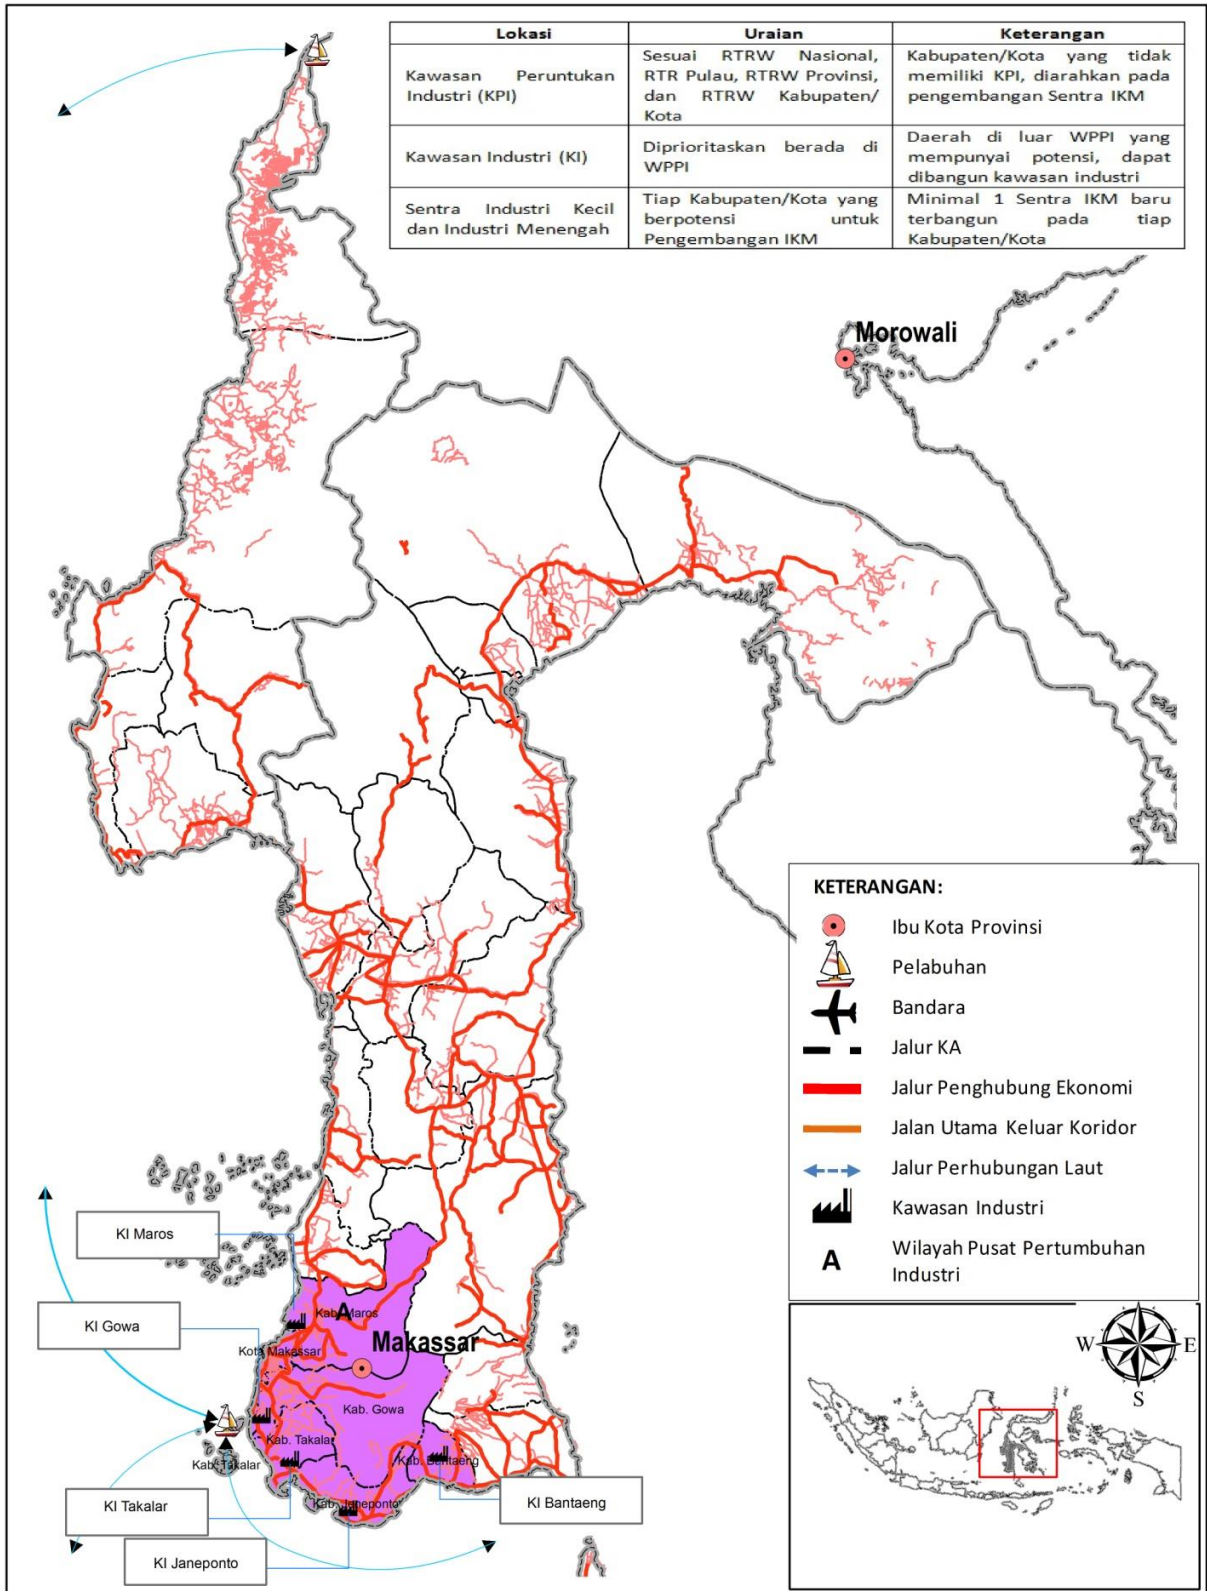 Lokasi Uraian Keterangan
Kawasan Peruntukan
Industri (KPI)
Sesuai RTRW Nasional,
RTR Pulau, RTRW Provinsi,
dan RTRW Kabupaten/
Kota
Kabupaten/Kota yang tidak
memiliki KPI, diarahkan pada
pengembangan Sentra IKM
Kawasan Industri (KI)
Diprioritaskan berada di
WPPI
Daerah di luar WPPI yang
mempunyai potensi, dapat
dibangun kawasan industri
Sentra Industri Kecil
dan Industri Menengah
Tiap Kabupaten/Kota yang
berpotensi untuk
Pengembangan IKM
Minimal 1 Sentra IKM baru
terbangun pada tiap
Kabupaten/Kota
Morowali
KETERANGAN:
Ibu Kota Provinsi
Pelabuhan
Bandara
Jalur KA
Jalur Penghubung Ekonomi
Jalan Utama Keluar Koridor
Jalur Perhubungan Laut
Kawasan Industri
A Wilayah Pusat Pertumbuhan
Industri
KI Maros
KI Gowa
A
Kab. Maros
Makassar
Kota Makassar
Kab. Gowa
Kab. Takalar
Kab. Takalar
Kab. Bantaeng
Kab. Janeponto
KI Takalar
KI Bantaeng
KI Janeponto
W E
S